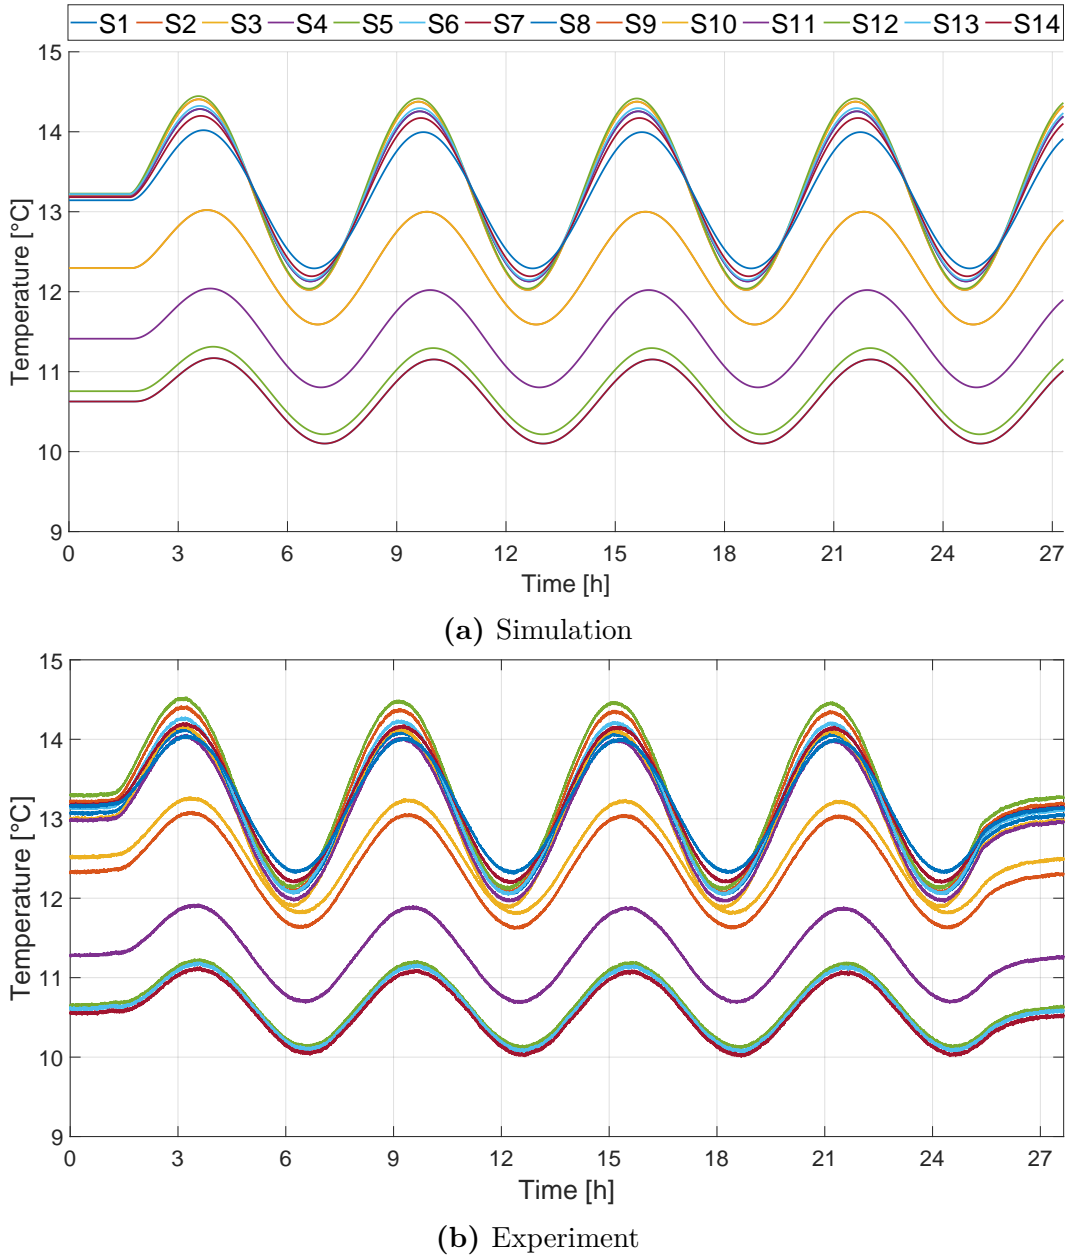 S1 S2 S3 S4 S5 S6 S7 S8 S9 S10 S11 S12 S13 S14
15
14
13
12
11
10
9
Temperature [°C]
0 3 6 9 12 15 18 21 24 27
Time [h]
(a) Simulation
15
14
13
12
11
10
9
Temperature [°C]
0 3 6 9 12 15 18 21 24 27
Time [h]
(b) Experiment